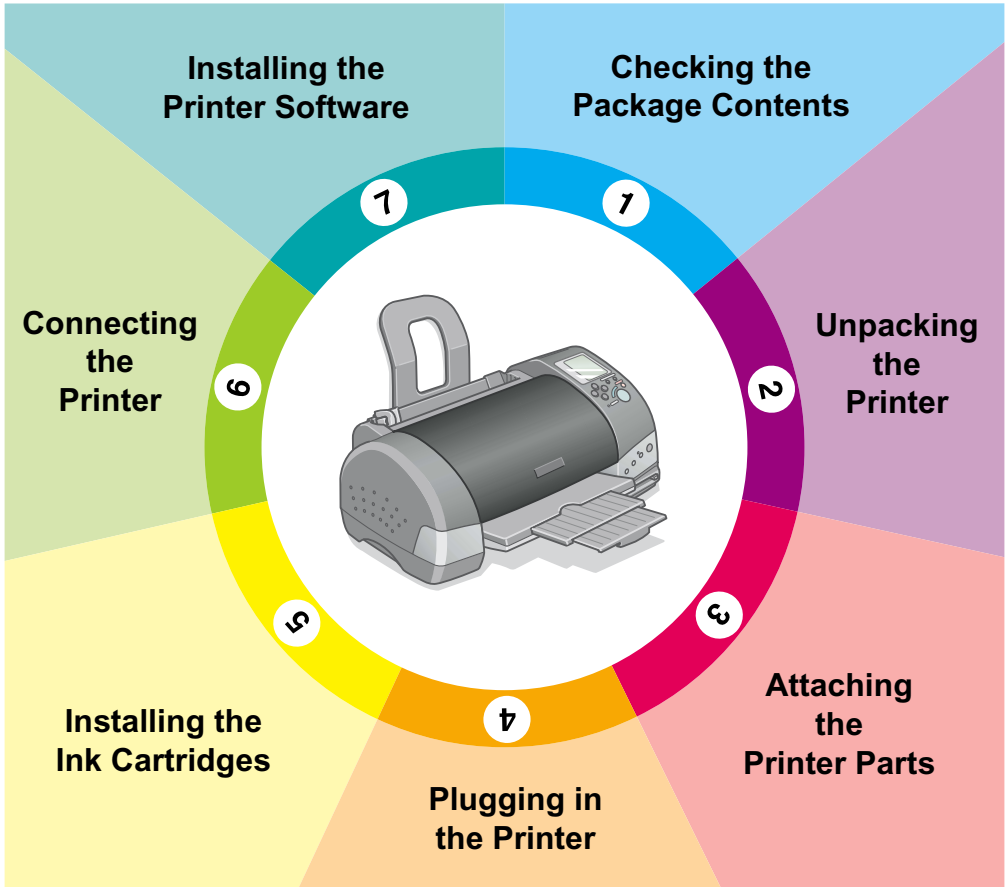 1
Checking the
Package Contents
2
Unpacking
the
Printer
3
Attaching
the
Printer Parts
4
Plugging in
the Printer
5
Installing the
Ink Cartridges
6
Connecting
the
Printer
7
Installing the
Printer Software